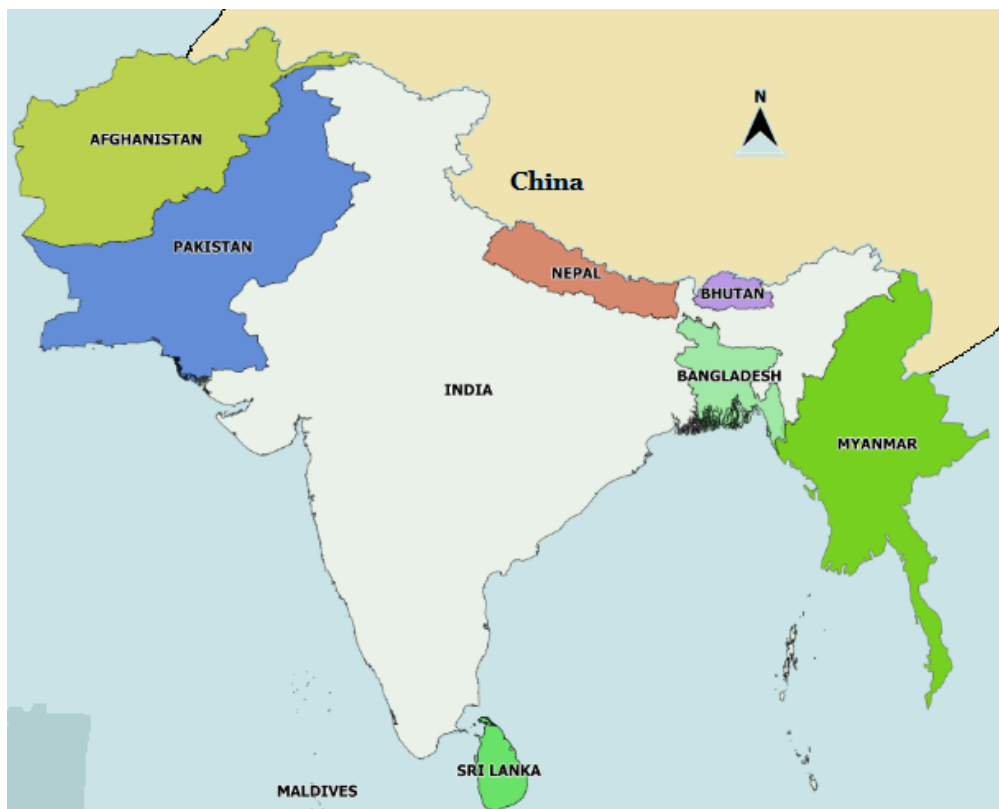 N
AFGHANISTAN
China
PAKISTAN
NEPAL
BHUTAN
BANGLADESH
INDIA
MYANMAR
SRI LANKA
MALDIVES